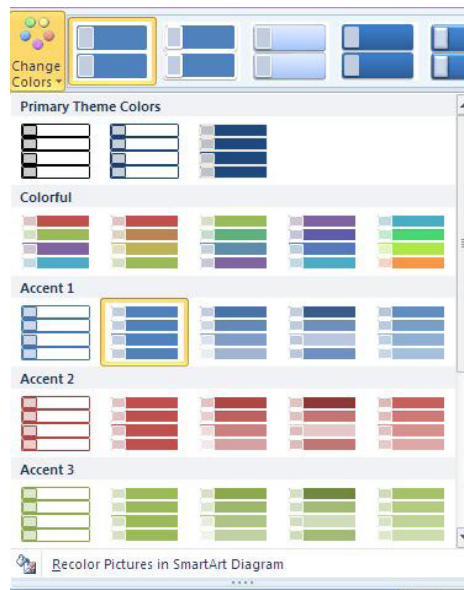 Change
Colors
Primary Theme Colors
Colorful
Accent 1
Accent 2
Accent 3
Recolor Pictures in SmartArt Diagram